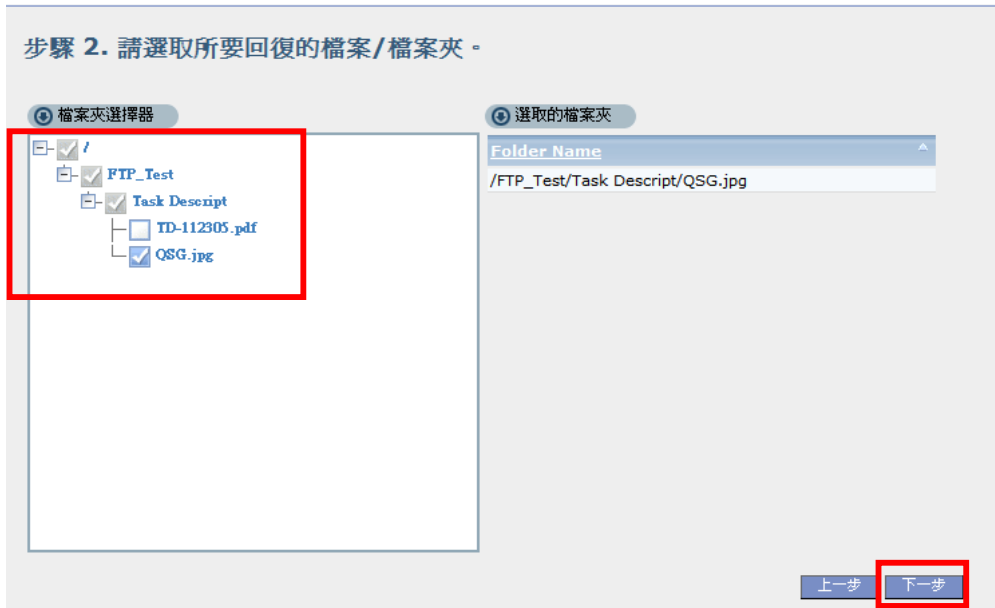 步驟 2. 請選取所要回復的檔案/檔案夾。
檔案夾選擇器
/
FTP_Test
Task Descript
TD-112305.pdf
QSG.jpg
選取的檔案夾
Folder Name
/FTP_Test/Task Descript/QSG.jpg
上一步
下一步